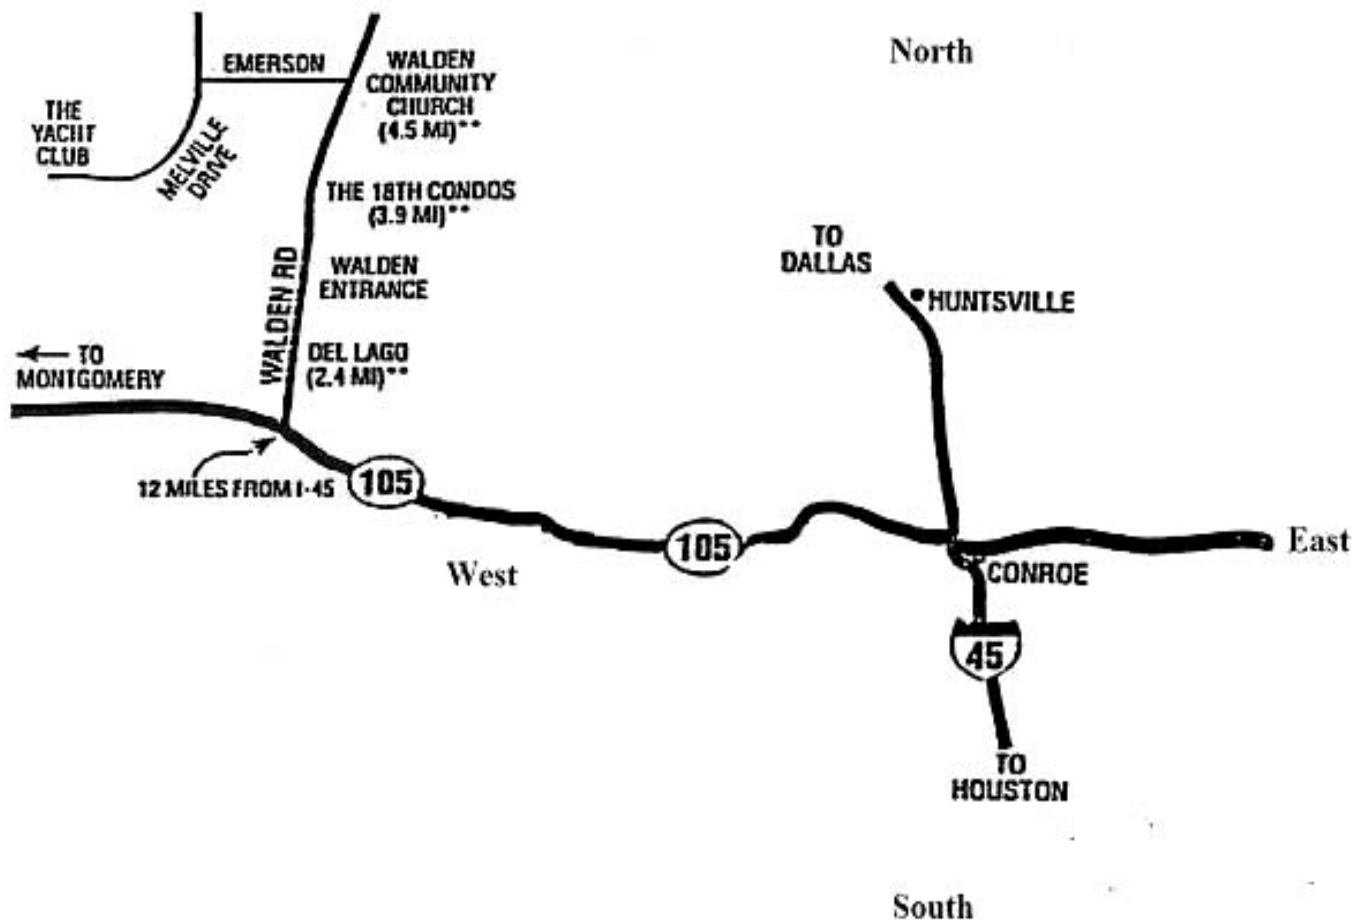 North
EMERSON
WALDEN
COMMUNITY
CHURCH
(4.5 MI)**
THE
YACHT
CLUB
MELVILLE
DRIVE
THE 18TH CONDOS
(3.9 MI)**
WALDEN RD
WALDEN
ENTRANCE
TO
DALLAS
HUNTSVILLE
DEL LAGO
(2.4 MI)**
TO
MONTGOMERY
12 MILES FROM I-45
105
105
East
West
CONROE
45
TO
HOUSTON
South